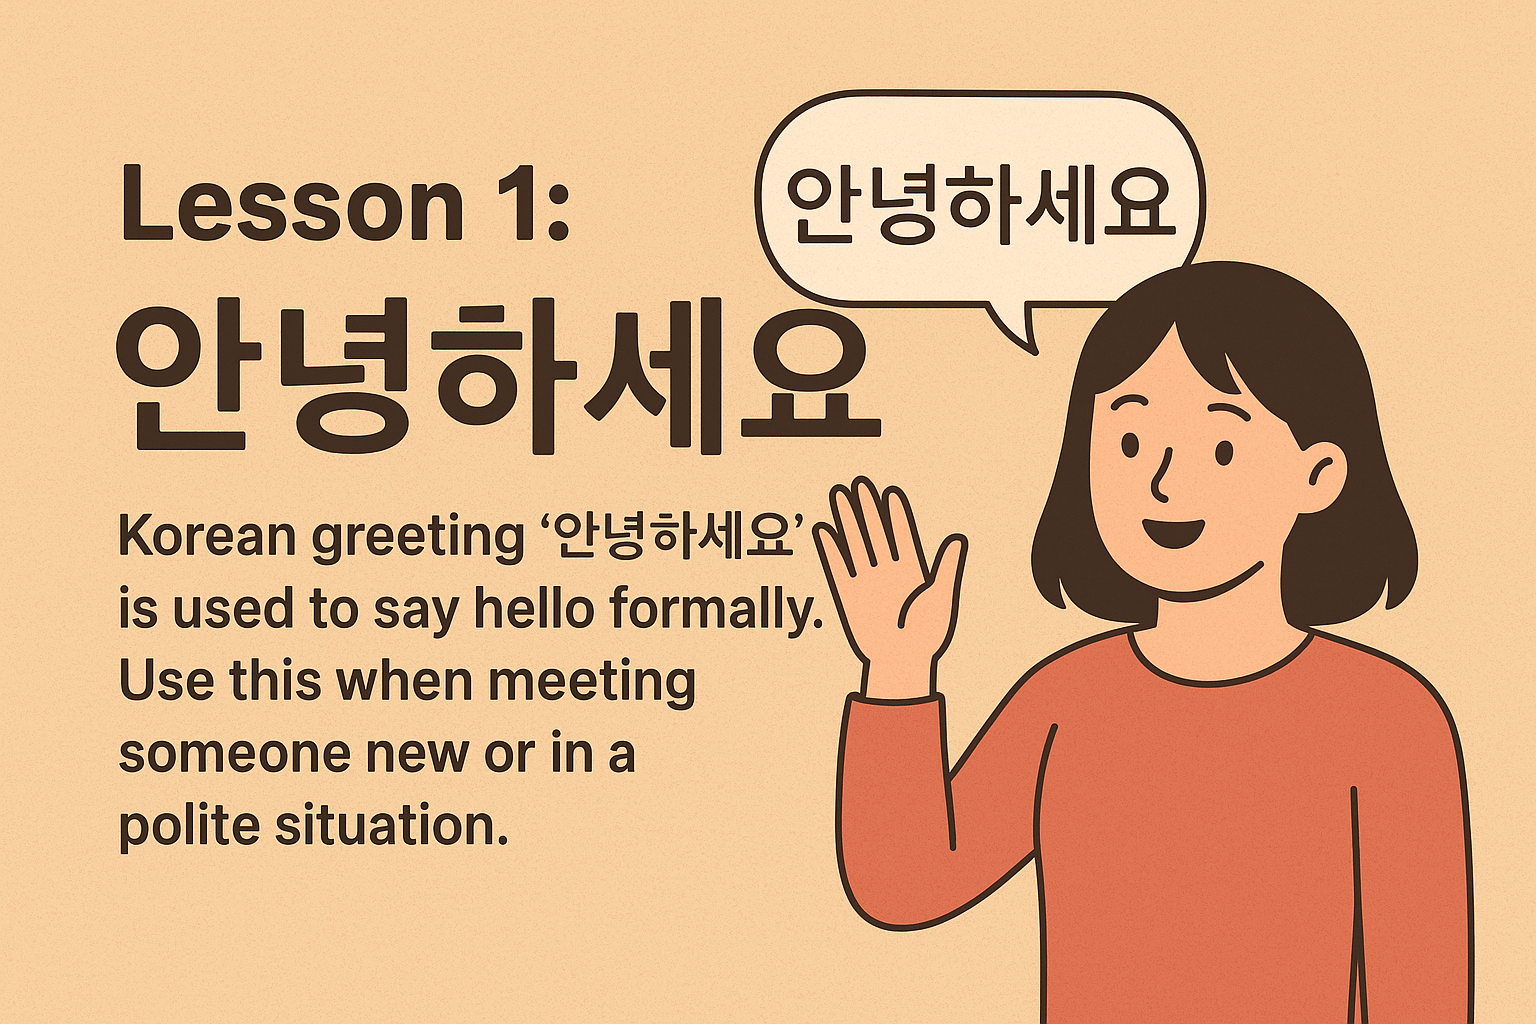 Lesson 1:
안녕하세요
안녕하세요
Korean greeting ‘안녕하세요’
is used to say hello formally.
Use this when meeting
someone new or in a
polite situation.